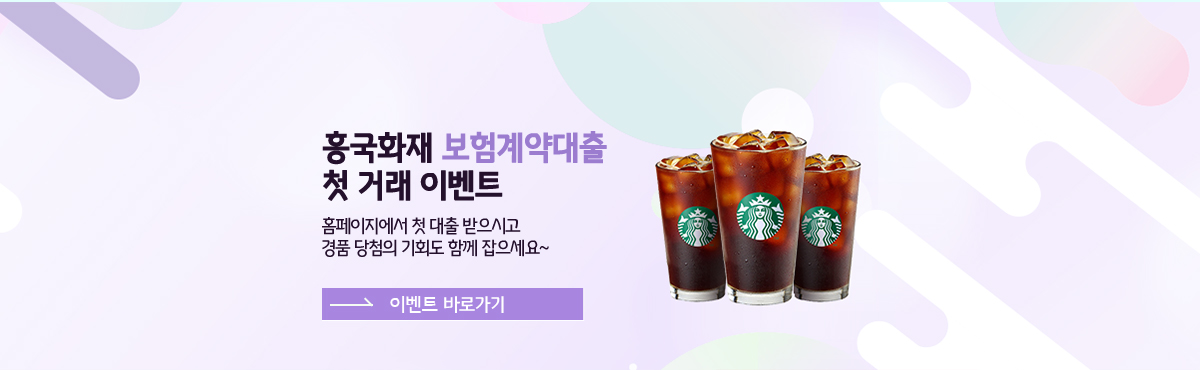 흥국화재 보험계약대출
첫 거래 이벤트
홈페이지에서 첫 대출 받으시고
경품 당첨의 기회도 함께 잡으세요~
이벤트 바로가기